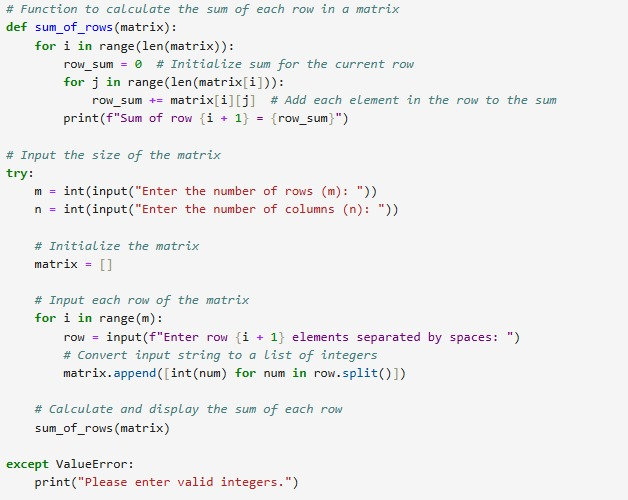 # Function to calculate the sum of each row in a matrix
def sum_of_rows(matrix):
    for i in range(len(matrix)):
        row_sum = 0  # Initialize sum for the current row
        for j in range(len(matrix[i])):
            row_sum += matrix[i][j]  # Add each element in the row to the sum
        print(f"Sum of row {i + 1} = {row_sum}")

# Input the size of the matrix
try:
    m = int(input("Enter the number of rows (m): "))
    n = int(input("Enter the number of columns (n): "))

    # Initialize the matrix
    matrix = []

    # Input each row of the matrix
    for i in range(m):
        row = input(f"Enter row {i + 1} elements separated by spaces: ")
        # Convert input string to a list of integers
        matrix.append([int(num) for num in row.split()])

    # Calculate and display the sum of each row
    sum_of_rows(matrix)

except ValueError:
    print("Please enter valid integers.")